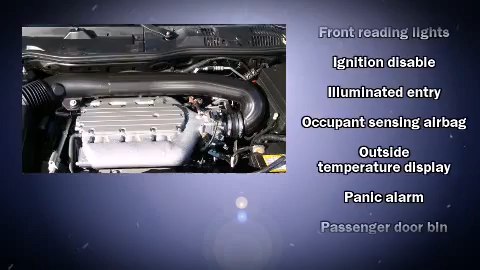 Front reading lights
Ignition disable
Illuminated entry
Occupant sensing airbag
Outside
temperature display
Panic alarm
Passenger door bin